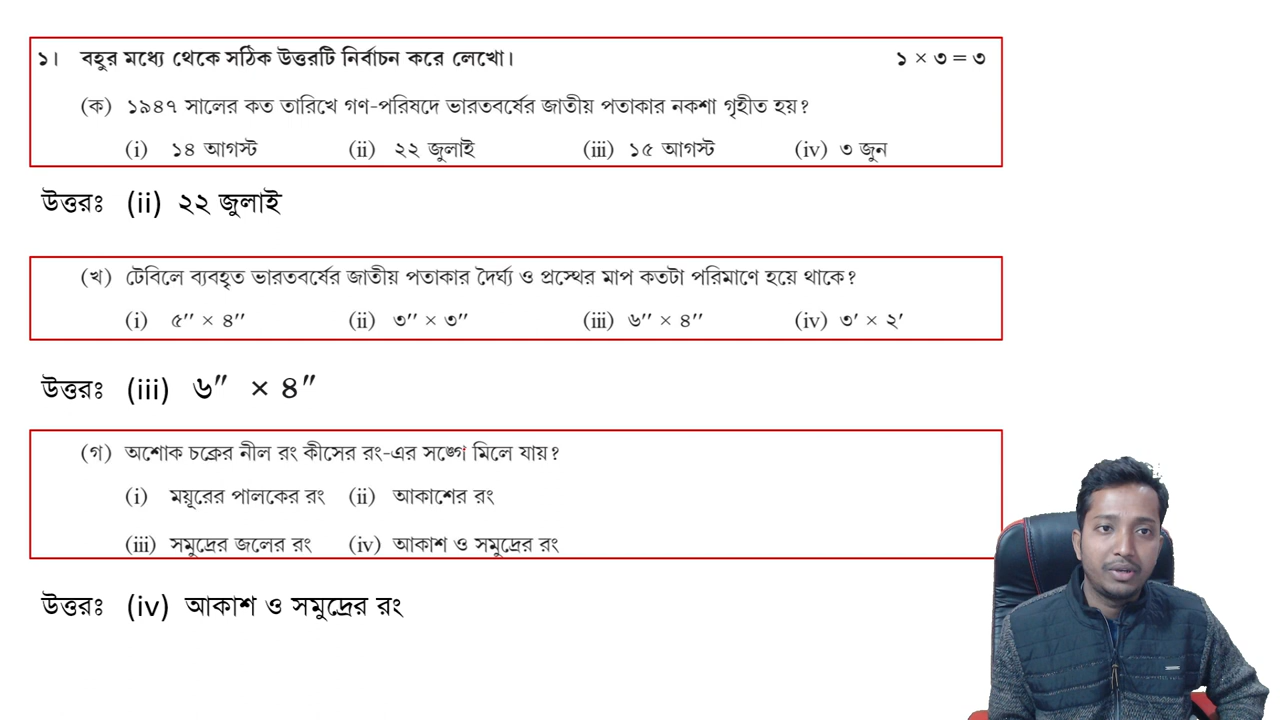 ১। বহুর মধ্যে থেকে সঠিক উত্তরটি নির্বাচন করে লেখো। ১ × ৩ = ৩
(ক) ১৯৪৭ সালের কত তারিখে গণ-পরিষদে ভারতবর্ষের জাতীয় পতাকার নকশা গৃহীত হয়?
(i) ১৪ আগস্ট (ii) ২২ জুলাই (iii) ১৫ আগস্ট (iv) ৩ জুন
উত্তরঃ (ii) ২২ জুলাই
(খ) টেবিলে ব্যবহৃত ভারতবর্ষের জাতীয় পতাকার দৈর্ঘ্য ও প্রস্থের মাপ কতটা পরিমাণে হয়ে থাকে?
(i) ৫″ × ৪″ (ii) ৩″ × ৩″ (iii) ৬″ × ৪″ (iv) ৩′ × ২′
উত্তরঃ (iii) ৬″ × ৪″
(গ) অশোক চক্রের নীল রং কীসের রং-এর সঙ্গে মিলে যায়?
(i) ময়ূরের পালকের রং (ii) আকাশের রং
(iii) সমুদ্রের জলের রং (iv) আকাশ ও সমুদ্রের রং
উত্তরঃ (iv) আকাশ ও সমুদ্রের রং